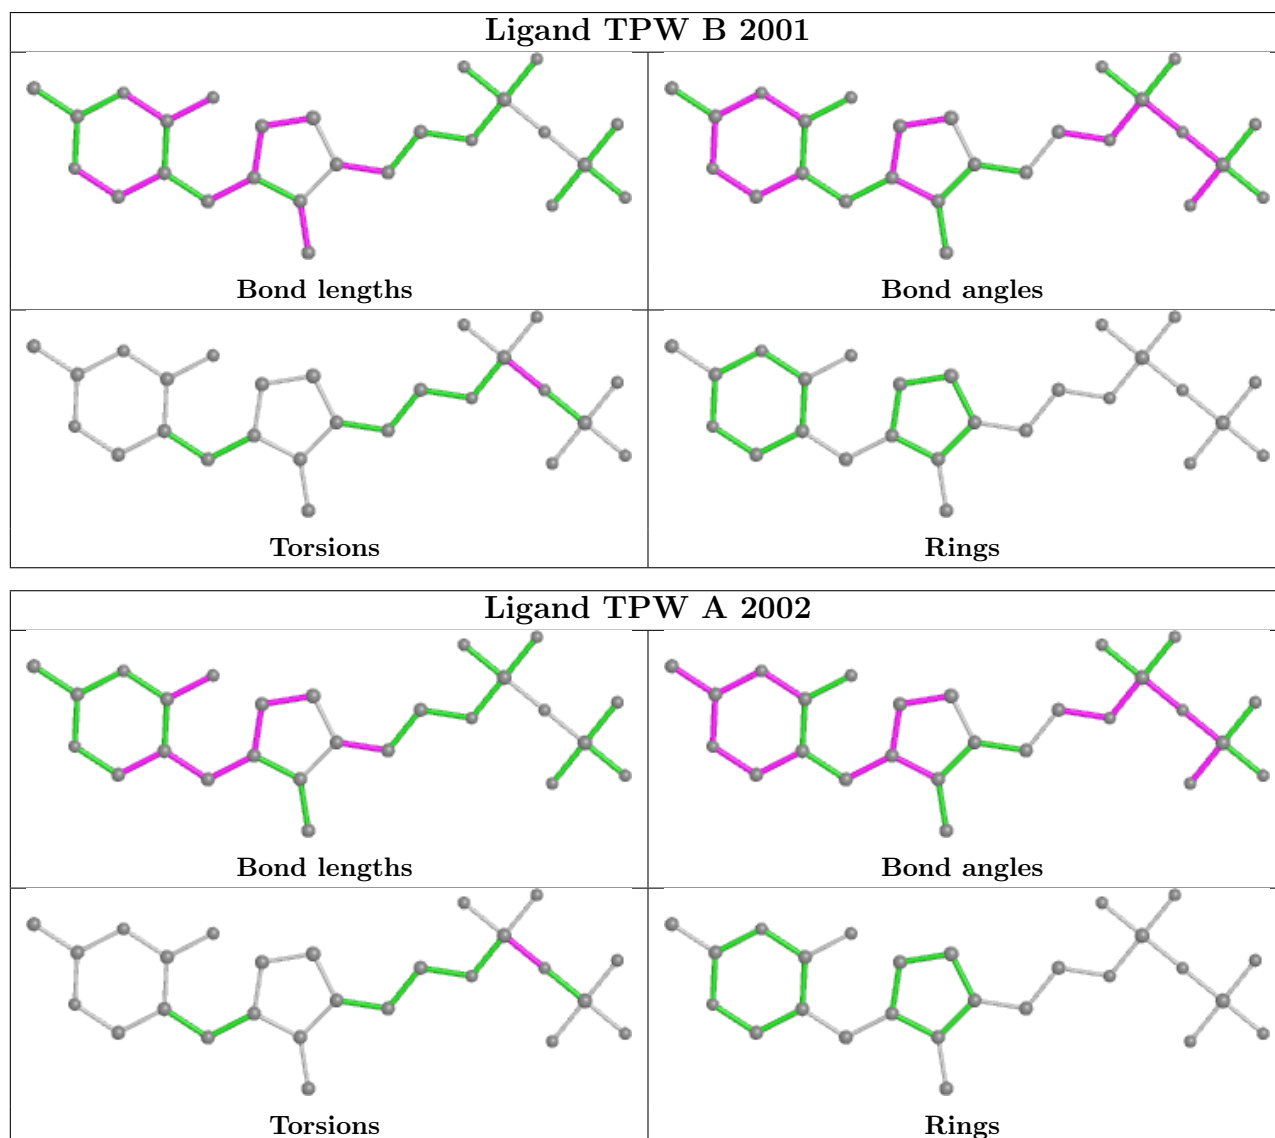 Ligand TPW B 2001
Bond lengths
Bond angles
Torsions
Rings
Ligand TPW A 2002
Bond lengths
Bond angles
Torsions
Rings